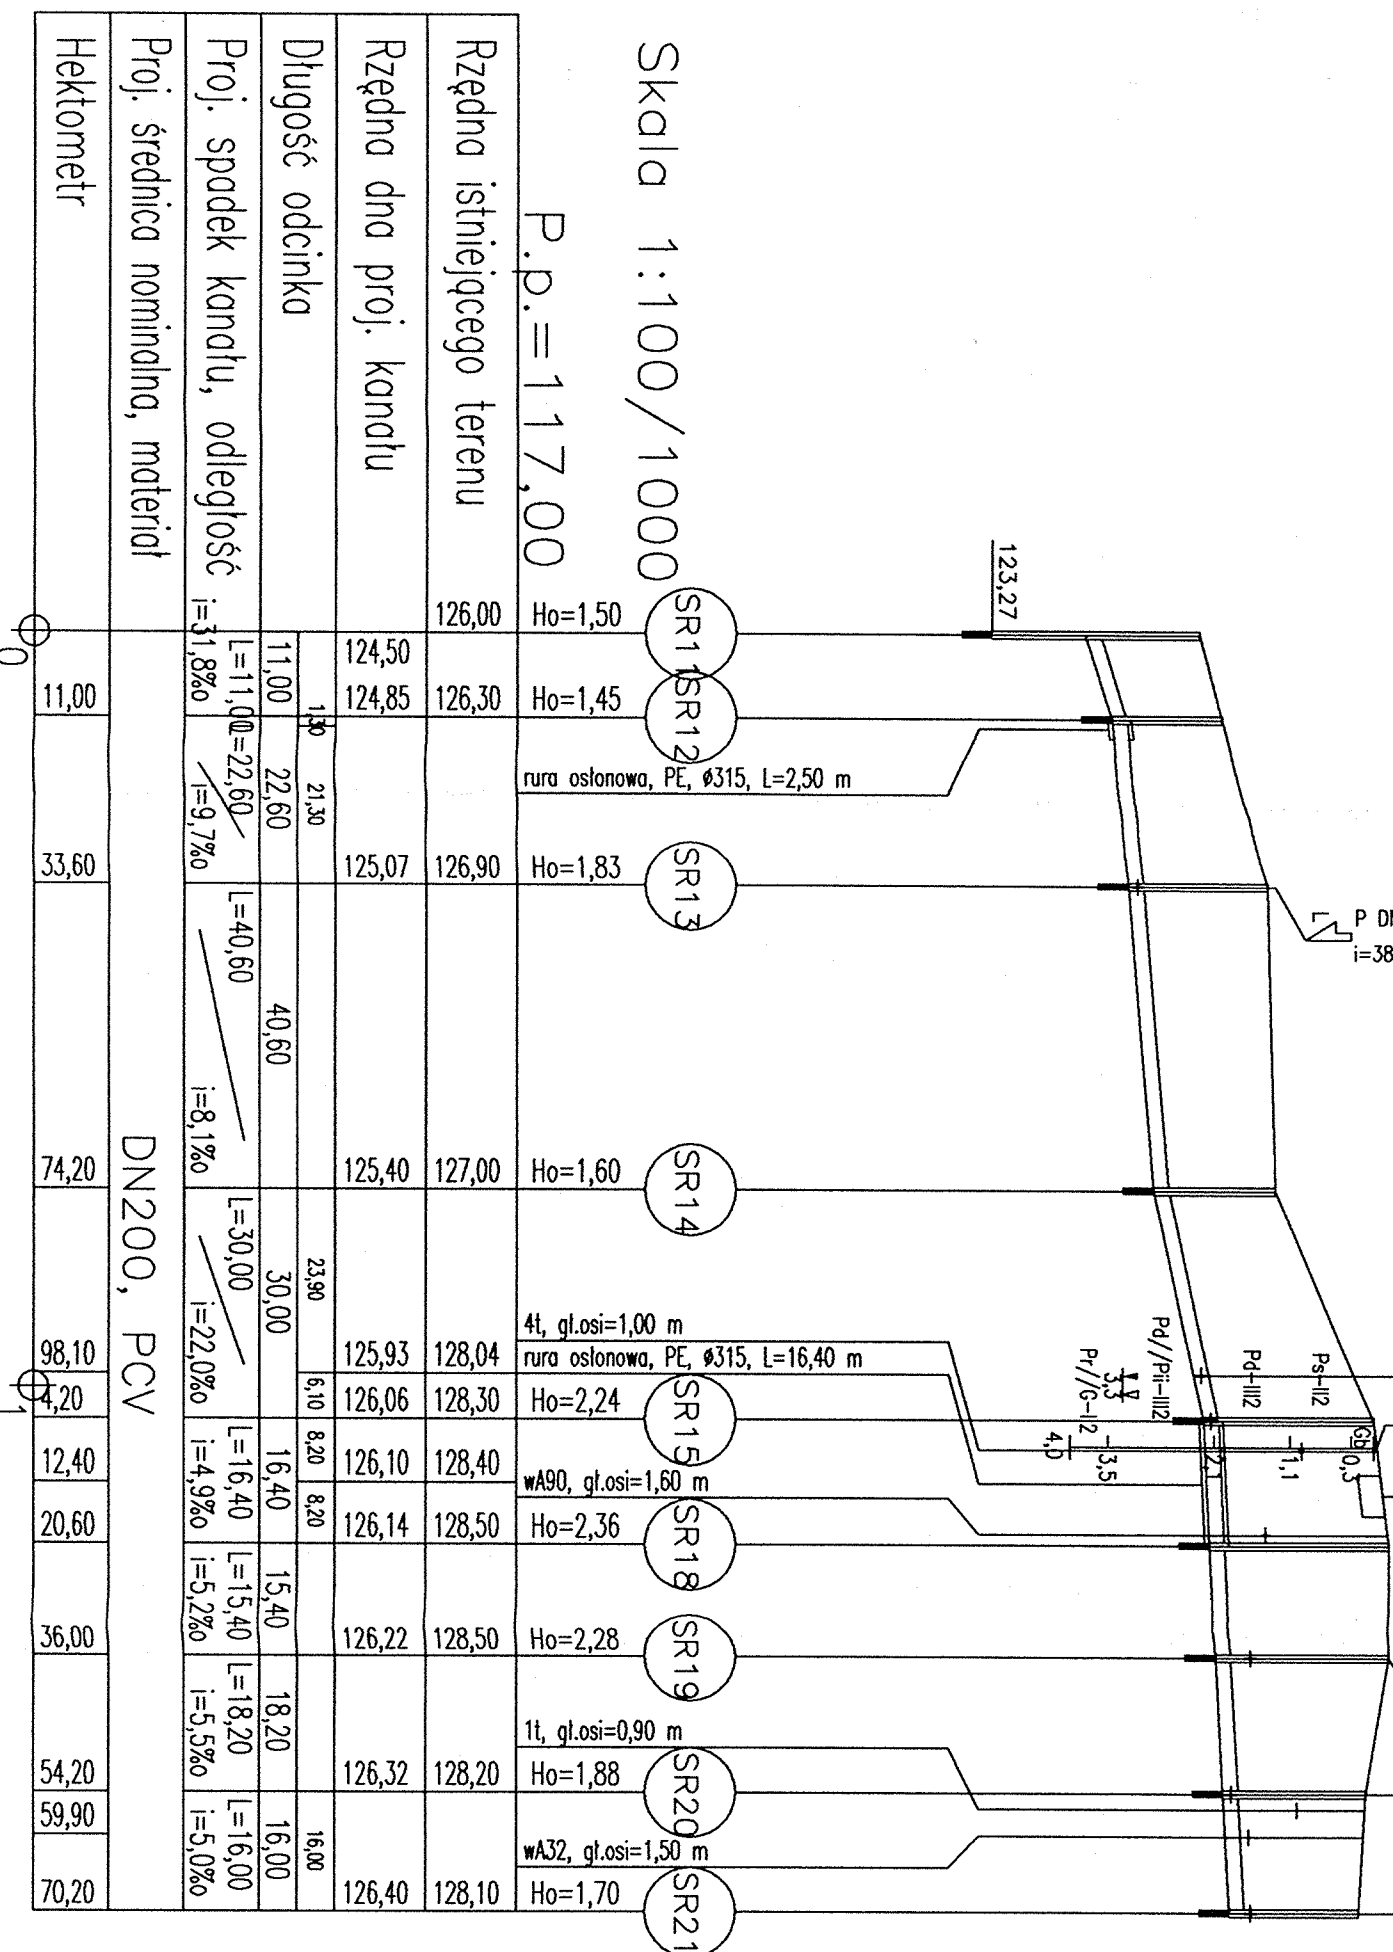 Skala 1:100/1000
P.p.=117,00
123,27
SR11
SR12
SR13
SR14
SR15
SR18
SR19
SR20
SR21
P
i=38
Ps-II2
Pd-III2
Pd//Pii-III2
Pr//G-I2
3,3
Gb
0,3
1,1
2,1
3,5
4,0
Ho=1,50
Ho=1,45
rura osłonowa, PE, ø315, L=2,50 m
Ho=1,83
Ho=1,60
4t, gł.osi=1,00 m
rura osłonowa, PE, ø315, L=16,40 m
Ho=2,24
wA90, gł.osi=1,60 m
Ho=2,36
Ho=2,28
1t, gł.osi=0,90 m
Ho=1,88
wA32, gł.osi=1,50 m
Ho=1,70
Rzędna istniejącego terenu
126,00 126,30 126,90 127,00 128,04 128,30 128,40 128,50 128,50 128,20 128,10
Rzędna dna proj. kanału
124,50 124,85 125,07 125,40 125,93 126,06 126,10 126,14 126,22 126,32 126,40
Długość odcinka
1,30 21,30 23,90 6,10 8,20 8,20 16,00
11,00 22,60 40,60 30,00 16,40 15,40 18,20 16,00
Proj. spadek kanału, odległość
L=11,00 L=22,60 L=40,60 L=30,00 L=16,40 L=15,40 L=18,20 L=16,00
i=31,8‰ i=9,7‰ i=8,1‰ i=22,0‰ i=4,9‰ i=5,2‰ i=5,5‰ i=5,0‰
Proj. średnica nominalna, materiał
DN200, PCV
Hektometr
11,00 33,60 74,20 98,10 4,20 12,40 20,60 36,00 54,20 59,90 70,20
0 1